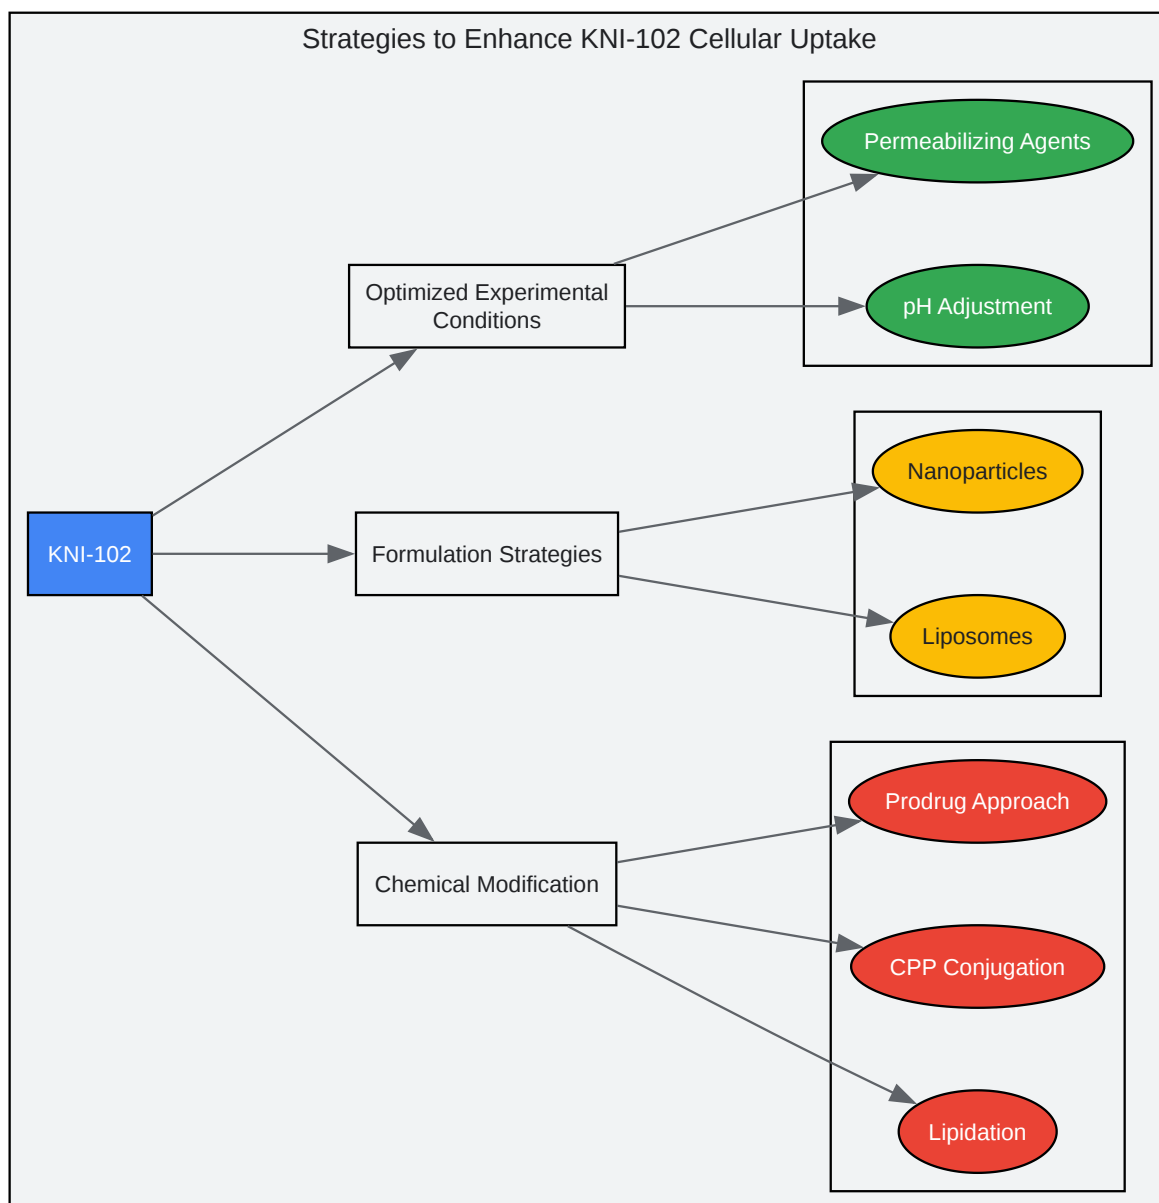 Strategies to Enhance KNI-102 Cellular Uptake
Permeabilizing Agents
Optimized Experimental
Conditions
pH Adjustment
Nanoparticles
KNI-102
Formulation Strategies
Liposomes
Prodrug Approach
Chemical Modification
CPP Conjugation
Lipidation